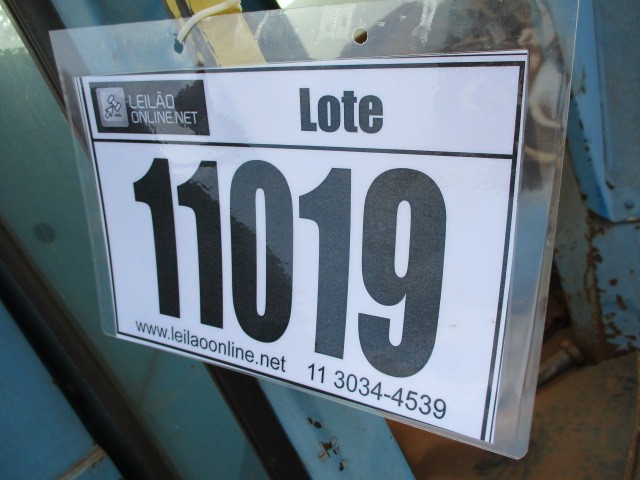 LEILÃO
ONLINE.NET
Lote
11019
www.leilaoonline.net 11 3034-4539